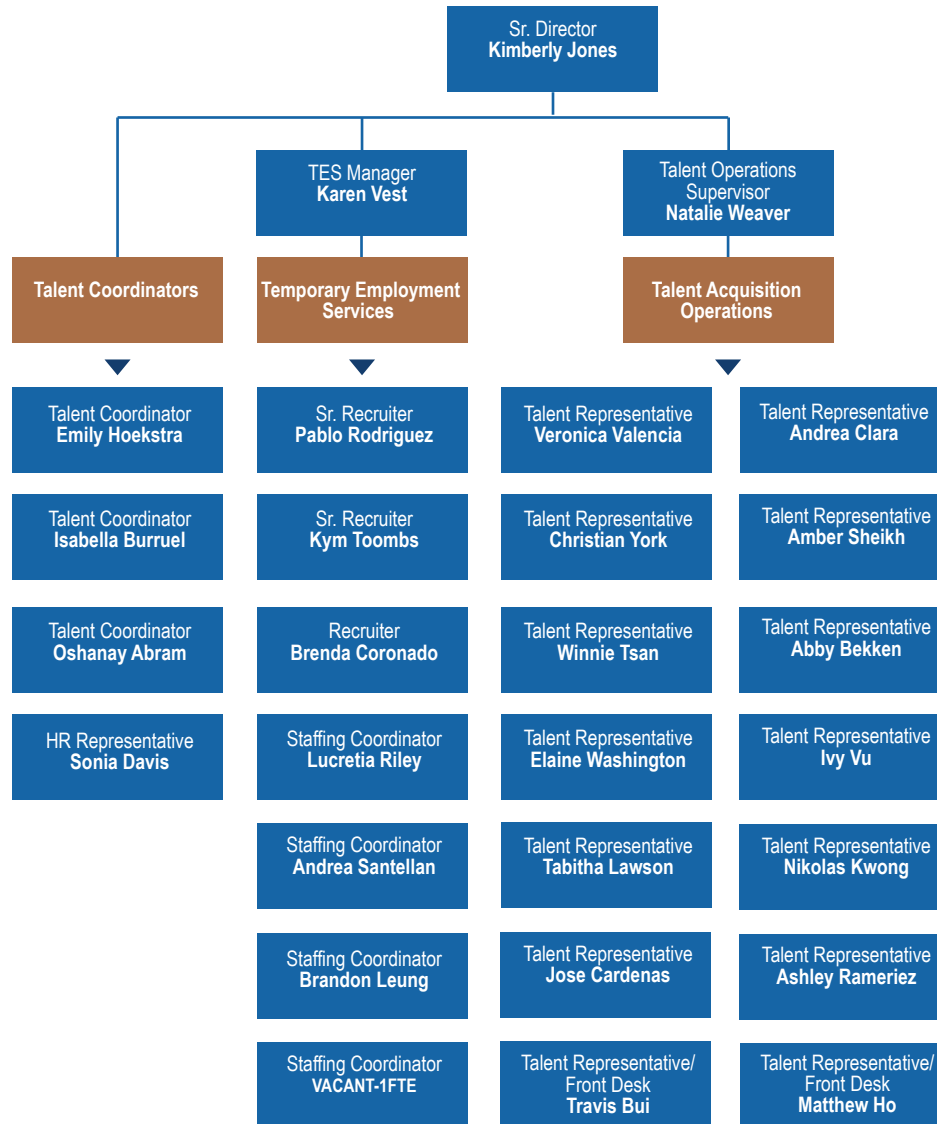 Sr. Director
Kimberly Jones
TES Manager
Karen Vest
Talent Operations
Supervisor
Natalie Weaver
Talent Coordinators
Temporary Employment
Services
Talent Acquisition
Operations
Talent Coordinator
Emily Hoekstra
Talent Coordinator
Isabella Burruel
Talent Coordinator
Oshanay Abram
HR Representative
Sonia Davis
Sr. Recruiter
Pablo Rodriguez
Sr. Recruiter
Kym Toombs
Recruiter
Brenda Coronado
Staffing Coordinator
Lucretia Riley
Staffing Coordinator
Andrea Santellan
Staffing Coordinator
Brandon Leung
Staffing Coordinator
VACANT-1FTE
Talent Representative
Veronica Valencia
Talent Representative
Christian York
Talent Representative
Winnie Tsan
Talent Representative
Elaine Washington
Talent Representative
Tabitha Lawson
Talent Representative
Jose Cardenas
Talent Representative/
Front Desk
Travis Bui
Talent Representative
Andrea Clara
Talent Representative
Amber Sheikh
Talent Representative
Abby Bekken
Talent Representative
Ivy Vu
Talent Representative
Nikolas Kwong
Talent Representative
Ashley Rameriez
Talent Representative/
Front Desk
Matthew Ho